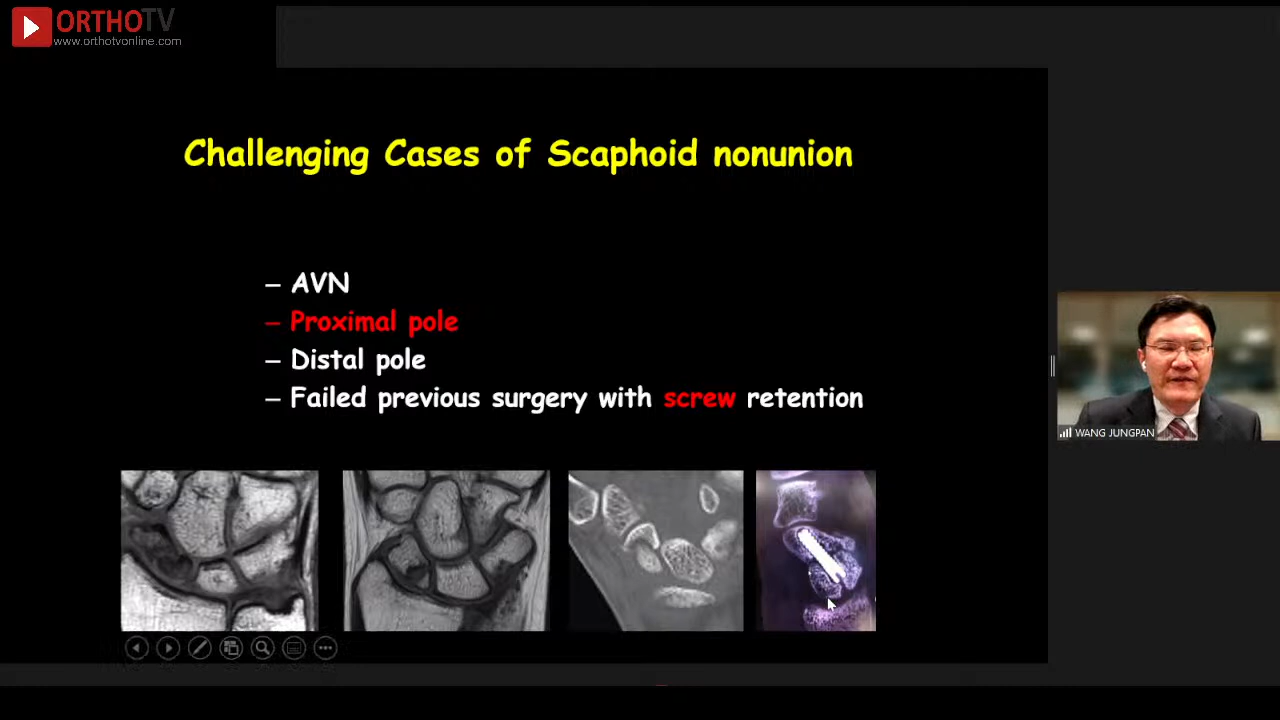 ORTHOTV
www.orthotvonline.com
Challenging Cases of Scaphoid nonunion
– AVN
– Proximal pole
– Distal pole
– Failed previous surgery with screw retention
WANG JUNGPAN